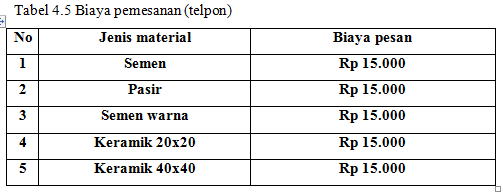 Tabel 4.5 Biaya pemesanan (telpon)
No Jenis material Biaya pesan
1 Semen Rp 15.000
2 Pasir Rp 15.000
3 Semen warna Rp 15.000
4 Keramik 20x20 Rp 15.000
5 Keramik 40x40 Rp 15.000